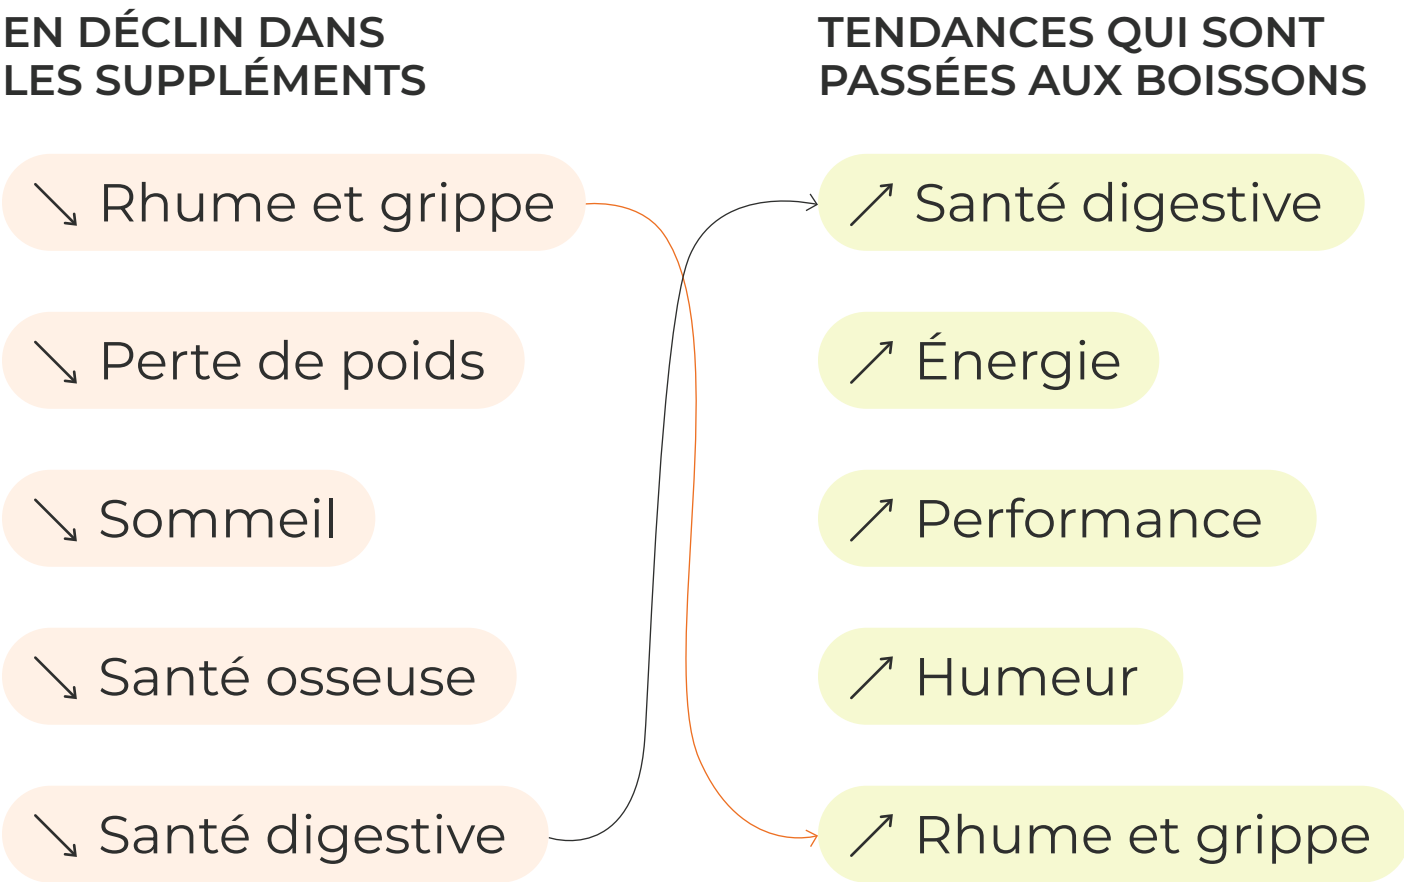 EN DÉCLIN DANS
LES SUPPLÉMENTS
Rhume et grippe
Perte de poids
Sommeil
Santé osseuse
Santé digestive
TENDANCES QUI SONT
PASSÉES AUX BOISSONS
Santé digestive
Énergie
Performance
Humeur
Rhume et grippe